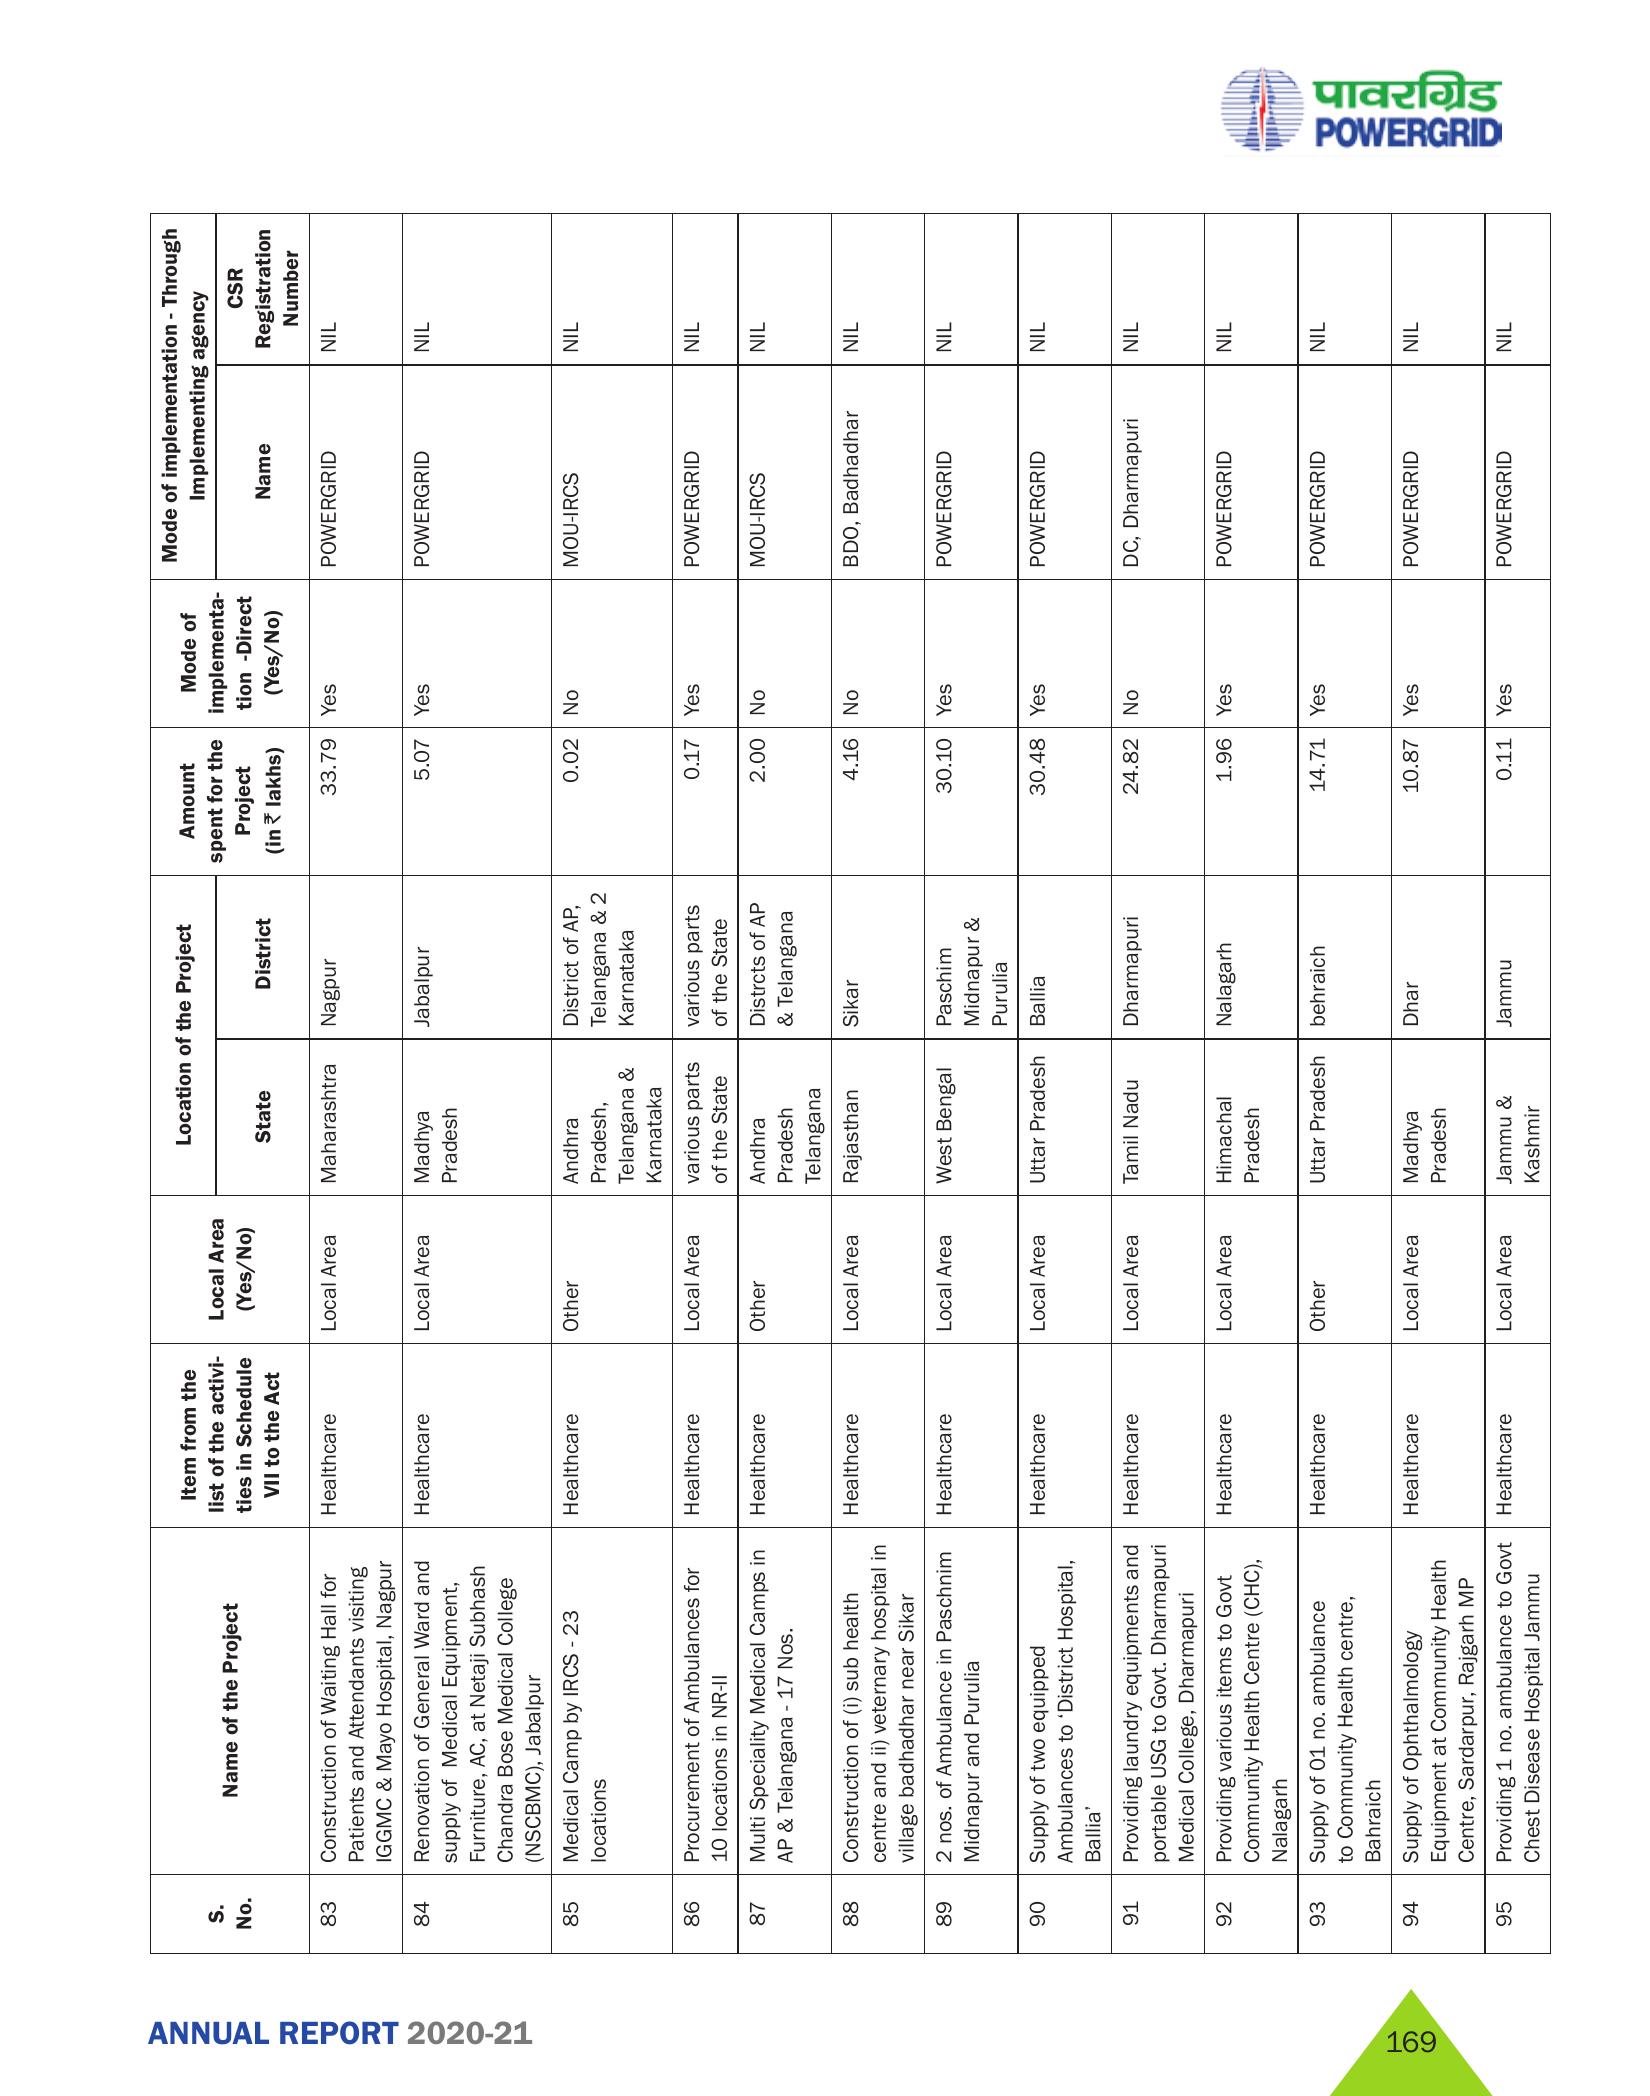 पावरग्रिड
POWERGRID
S.
No.
Name of the Project
Item from the
list of the activi-
ties in Schedule
VII to the Act
Local Area
(Yes/No)
Location of the Project
State
District
Amount
spent for the
Project
(in ₹ lakhs)
Mode of
implementa-
tion -Direct
(Yes/No)
Mode of implementation - Through
Implementing agency
Name
CSR
Registration
Number
83
Construction of Waiting Hall for
Patients and Attendants visiting
IGGMC & Mayo Hospital, Nagpur
Healthcare
Local Area
Maharashtra
Nagpur
33.79
Yes
POWERGRID
NIL
84
Renovation of General Ward and
supply of Medical Equipment,
Furniture, AC, at Netaji Subhash
Chandra Bose Medical College
(NSCBMC), Jabalpur
Healthcare
Local Area
Madhya
Pradesh
Jabalpur
5.07
Yes
POWERGRID
NIL
85
Medical Camp by IRCS - 23
locations
Healthcare
Other
Andhra
Pradesh,
Telangana &
Karnataka
District of AP,
Telangana & 2
Karnataka
0.02
No
MOU-IRCS
NIL
86
Procurement of Ambulances for
10 locations in NR-II
Healthcare
Local Area
various parts
of the State
various parts
of the State
0.17
Yes
POWERGRID
NIL
87
Multi Speciality Medical Camps in
AP & Telangana - 17 Nos.
Healthcare
Other
Andhra
Pradesh
Telangana
Distrcts of AP
& Telangana
2.00
No
MOU-IRCS
NIL
88
Construction of (i) sub health
centre and ii) veternary hospital in
village badhadhar near Sikar
Healthcare
Local Area
Rajasthan
Sikar
4.16
No
BDO, Badhadhar
NIL
89
2 nos. of Ambulance in Paschnim
Midnapur and Purulia
Healthcare
Local Area
West Bengal
Paschim
Midnapur &
Purulia
30.10
Yes
POWERGRID
NIL
90
Supply of two equipped
Ambulances to ‘District Hospital,
Ballia’
Healthcare
Local Area
Uttar Pradesh
Ballia
30.48
Yes
POWERGRID
NIL
91
Providing laundry equipments and
portable USG to Govt. Dharmapuri
Medical College, Dharmapuri
Healthcare
Local Area
Tamil Nadu
Dharmapuri
24.82
No
DC, Dharmapuri
NIL
92
Providing various items to Govt
Community Health Centre (CHC),
Nalagarh
Healthcare
Local Area
Himachal
Pradesh
Nalagarh
1.96
Yes
POWERGRID
NIL
93
Supply of 01 no. ambulance
to Community Health centre,
Bahraich
Healthcare
Other
Uttar Pradesh
behraich
14.71
Yes
POWERGRID
NIL
94
Supply of Ophthalmology
Equipment at Community Health
Centre, Sardarpur, Rajgarh MP
Healthcare
Local Area
Madhya
Pradesh
Dhar
10.87
Yes
POWERGRID
NIL
95
Providing 1 no. ambulance to Govt
Chest Disease Hospital Jammu
Healthcare
Local Area
Jammu &
Kashmir
Jammu
0.11
Yes
POWERGRID
NIL
ANNUAL REPORT 2020-21
169